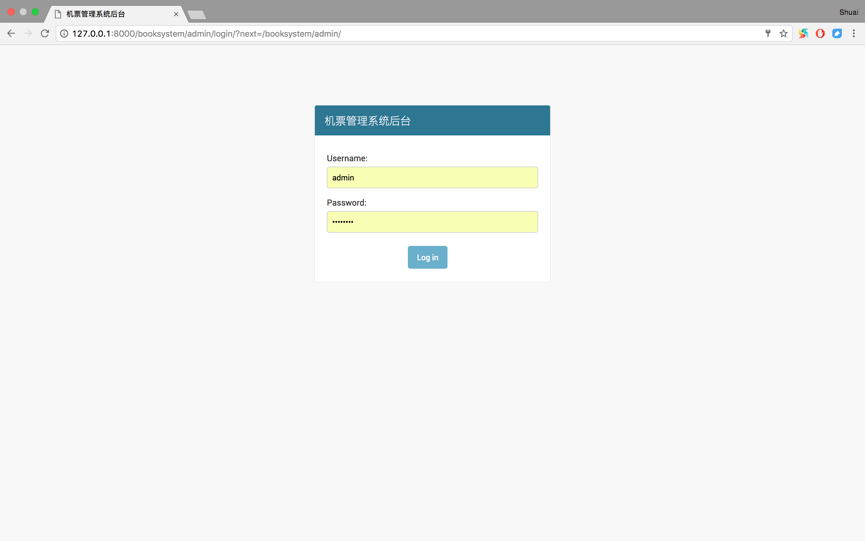 机票管理系统后台
Shuai
127.0.0.1:8000/booksystem/admin/login/?next=/booksystem/admin/
机票管理系统后台
Username:
admin
Password:
••••••••
Log in